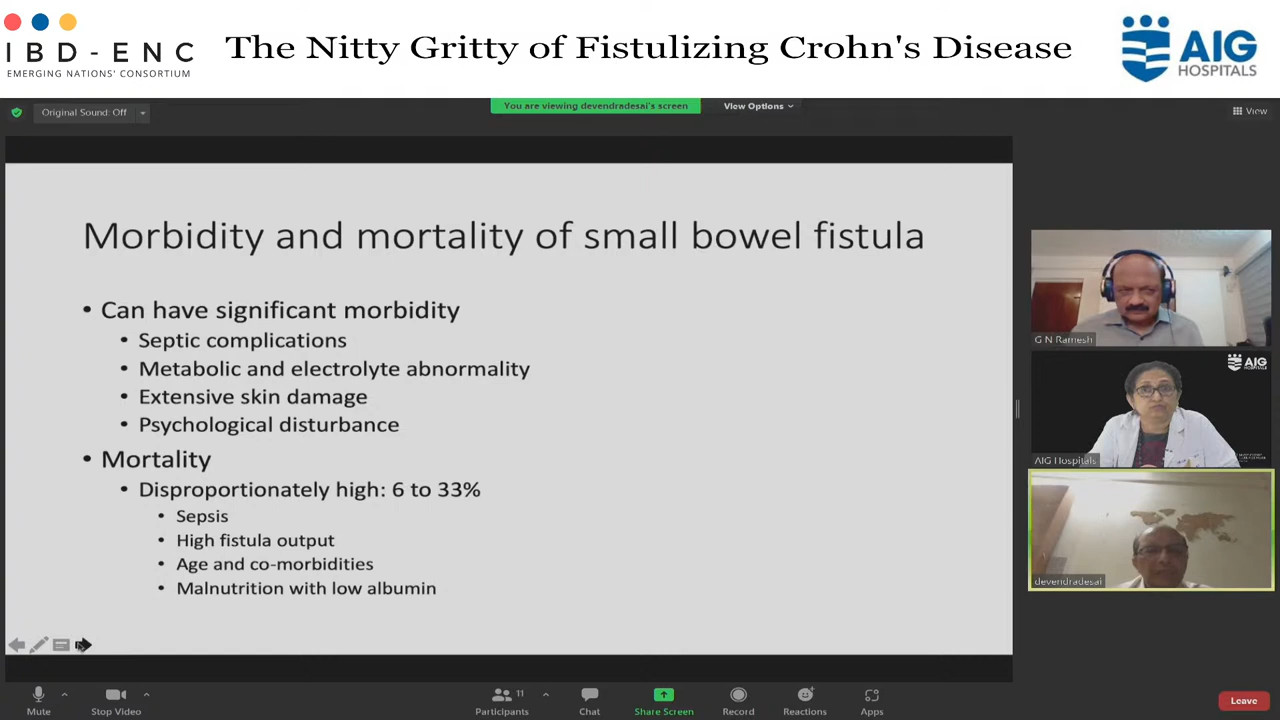 IBD-ENC
EMERGING NATIONS' CONSORTIUM
The Nitty Gritty of Fistulizing Crohn's Disease
AIG
HOSPITALS
Original Sound: Off
You are viewing devendradesai's screen
View Options
View
Morbidity and mortality of small bowel fistula
• Can have significant morbidity
• Septic complications
• Metabolic and electrolyte abnormality
• Extensive skin damage
• Psychological disturbance
• Mortality
• Disproportionately high: 6 to 33%
• Sepsis
• High fistula output
• Age and co-morbidities
• Malnutrition with low albumin
G N Ramesh
AIG
HOSPITALS
AIG Hospitals
devendradesai
Mute
Stop Video
Participants
11
Chat
Share Screen
Record
Reactions
Apps
Leave